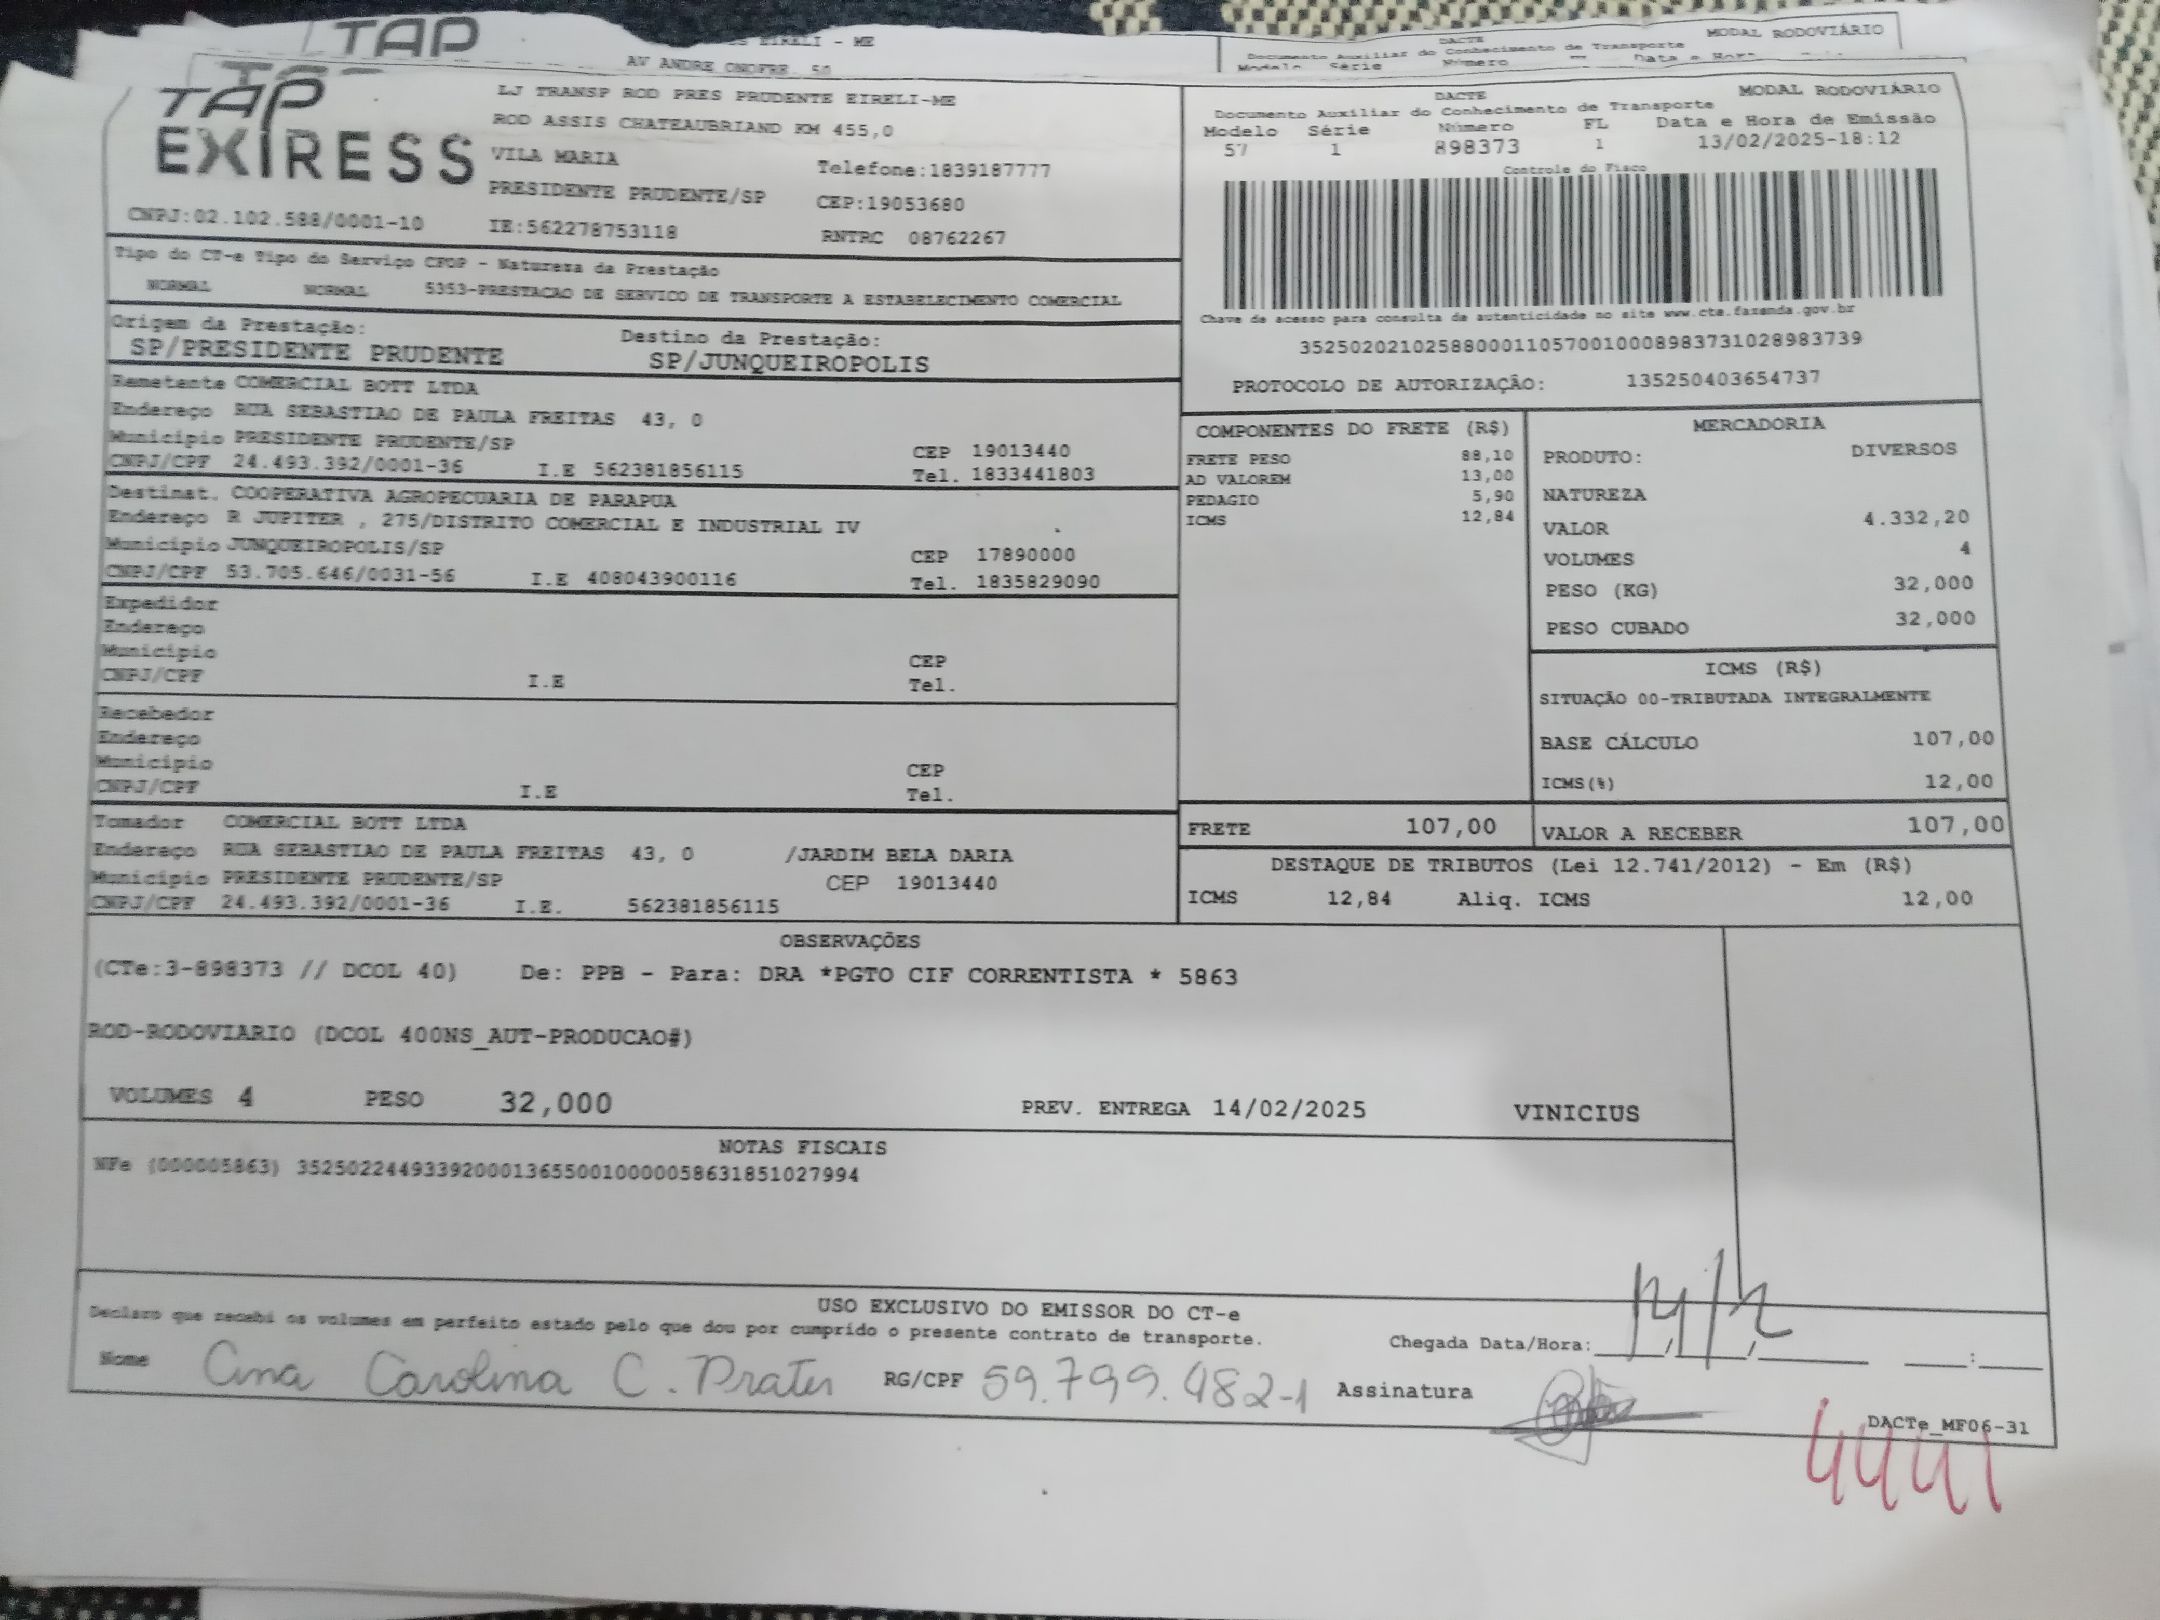 TAP
EIRELI - ME
AV ANDRE ONOFRE, 50
DACTE
MODAL RODOVIÁRIO
Documento Auxiliar do Conhecimento de Transporte
Modelo Série Número Data e Hora
TAP
EXIRESS
LJ TRANSP ROD PRES PRUDENTE EIRELI-ME
ROD ASSIS CHATEAUBRIAND KM 455,0
VILA MARIA Telefone:1839187777
PRESIDENTE PRUDENTE/SP CEP:19053680
CNPJ:02.102.588/0001-10 IE:562278753118 RNTRC 08762267
DACTE MODAL RODOVIÁRIO
Documento Auxiliar do Conhecimento de Transporte
Modelo Série Número FL Data e Hora de Emissão
57 1 898373 1 13/02/2025-18:12
Controle do Fisco
Chave de acesso para consulta de autenticidade no site www.cte.fazenda.gov.br
35250202102588000110570010008983731028983739
PROTOCOLO DE AUTORIZAÇÃO: 135250403654737
Tipo do CT-e Tipo do Serviço CFOP - Natureza da Prestação
NORMAL NORMAL 5353-PRESTACAO DE SERVICO DE TRANSPORTE A ESTABELECIMENTO COMERCIAL
Origem da Prestação: Destino da Prestação:
SP/PRESIDENTE PRUDENTE SP/JUNQUEIROPOLIS
Remetente COMERCIAL BOTT LTDA
Endereço RUA SEBASTIAO DE PAULA FREITAS 43, 0
Município PRESIDENTE PRUDENTE/SP CEP 19013440
CNPJ/CPF 24.493.392/0001-36 I.E 562381856115 Tel. 1833441803
Destinat. COOPERATIVA AGROPECUARIA DE PARAPUA
Endereço R JUPITER , 275/DISTRITO COMERCIAL E INDUSTRIAL IV
Município JUNQUEIROPOLIS/SP CEP 17890000
CNPJ/CPF 53.705.646/0031-56 I.E 408043900116 Tel. 1835829090
Expedidor
Endereço
Município CEP
CNPJ/CPF I.E Tel.
Recebedor
Endereço
Município CEP
CNPJ/CPF I.E Tel.
Tomador COMERCIAL BOTT LTDA
Endereço RUA SEBASTIAO DE PAULA FREITAS 43, 0 /JARDIM BELA DARIA
Município PRESIDENTE PRUDENTE/SP CEP 19013440
CNPJ/CPF 24.493.392/0001-36 I.E. 562381856115
COMPONENTES DO FRETE (R$)
FRETE PESO 88,10
AD VALOREM 13,00
PEDAGIO 5,90
ICMS 12,84
MERCADORIA
PRODUTO: DIVERSOS
NATUREZA
VALOR 4.332,20
VOLUMES 4
PESO (KG) 32,000
PESO CUBADO 32,000
ICMS (R$)
SITUAÇÃO 00-TRIBUTADA INTEGRALMENTE
BASE CÁLCULO 107,00
ICMS(%) 12,00
FRETE 107,00 VALOR A RECEBER 107,00
DESTAQUE DE TRIBUTOS (Lei 12.741/2012) - Em (R$)
ICMS 12,84 Aliq. ICMS 12,00
OBSERVAÇÕES
(CTe:3-898373 // DCOL 40) De: PPB - Para: DRA *PGTO CIF CORRENTISTA * 5863
ROD-RODOVIARIO (DCOL 400NS_AUT-PRODUCAO#)
VOLUMES 4 PESO 32,000 PREV. ENTREGA 14/02/2025 VINICIUS
NOTAS FISCAIS
NFe (000005863) 35250224493392000136550010000058631851027994
USO EXCLUSIVO DO EMISSOR DO CT-e
Declaro que recebi os volumes em perfeito estado pelo que dou por cumprido o presente contrato de transporte.
Chegada Data/Hora: 14/2
Nome Ana Carolina C. Prates RG/CPF 59.799.482-1 Assinatura
DACTe_MF06-31
4441